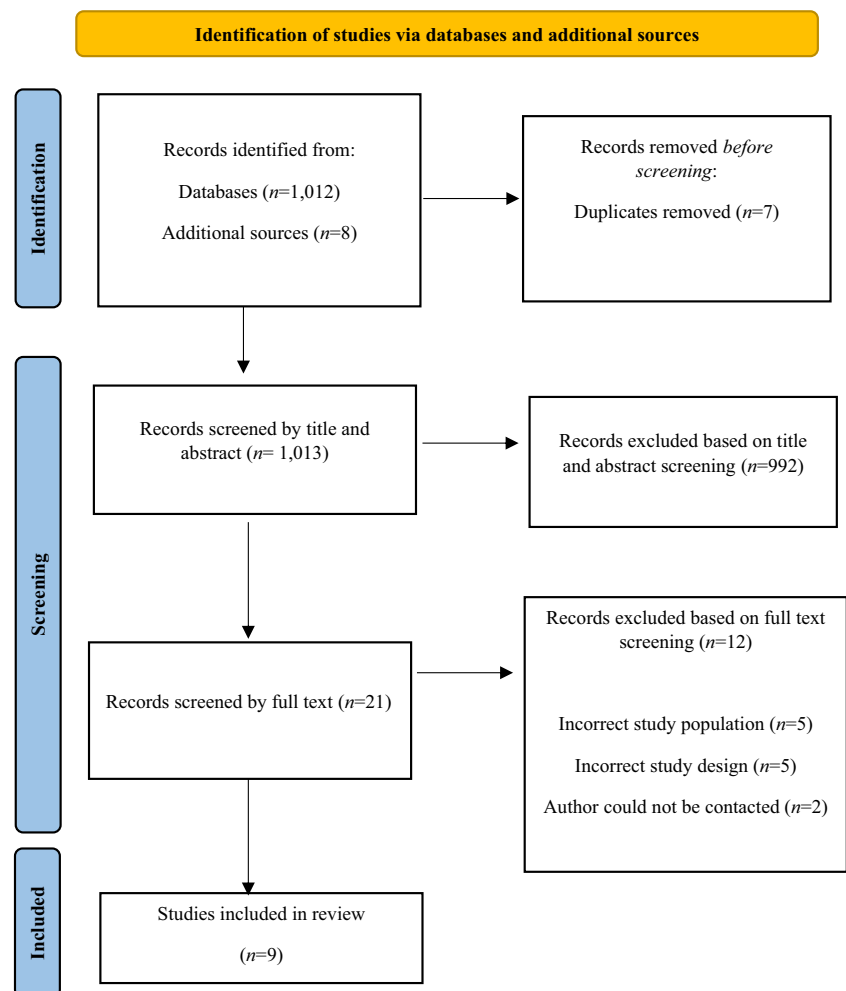 Identification of studies via databases and additional sources
Identification
Records identified from:
Databases (n=1,012)
Additional sources (n=8)
Records removed before
screening:
Duplicates removed (n=7)
Screening
Records screened by title and
abstract (n= 1,013)
Records excluded based on title
and abstract screening (n=992)
Records screened by full text (n=21)
Records excluded based on full text
screening (n=12)
Incorrect study population (n=5)
Incorrect study design (n=5)
Author could not be contacted (n=2)
Included
Studies included in review
(n=9)